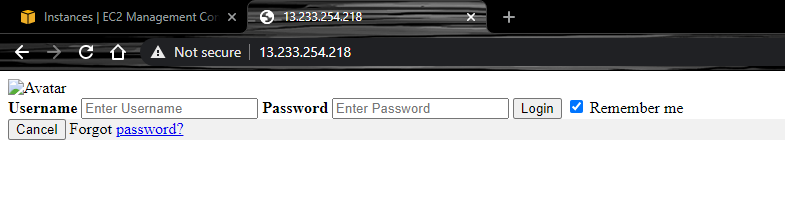 Instances | EC2 Management Con
13.233.254.218
Not secure 13.233.254.218
Avatar
Username Enter Username Password Enter Password Login Remember me
Cancel Forgot password?